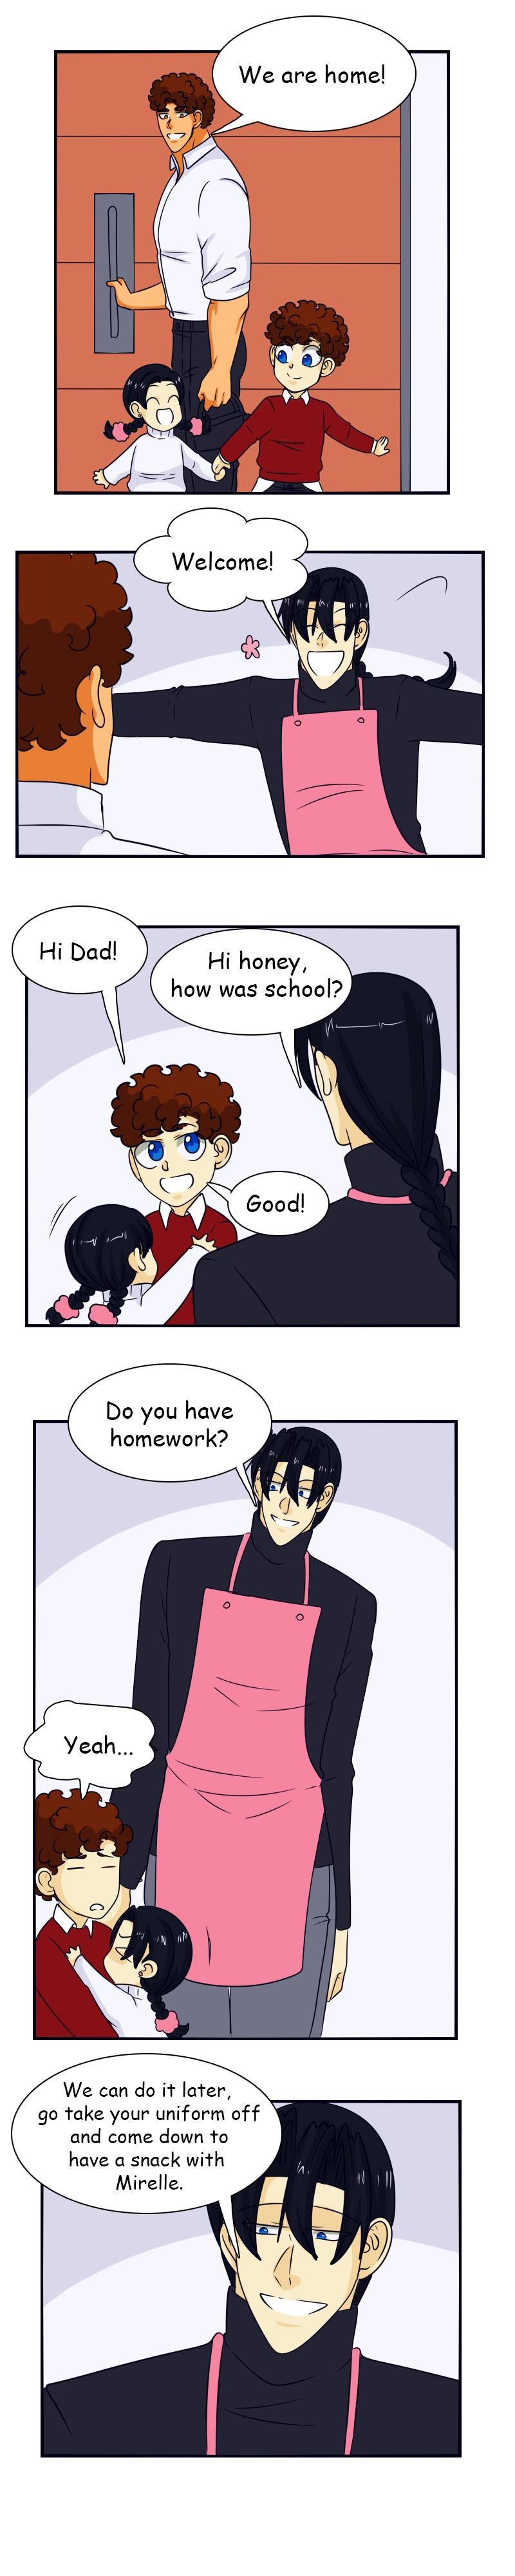 We are home!
Welcome!
Hi Dad!
Hi honey,
how was school?
Good!
Do you have
homework?
Yeah...
We can do it later,
go take your uniform off
and come down to
have a snack with
Mirelle.